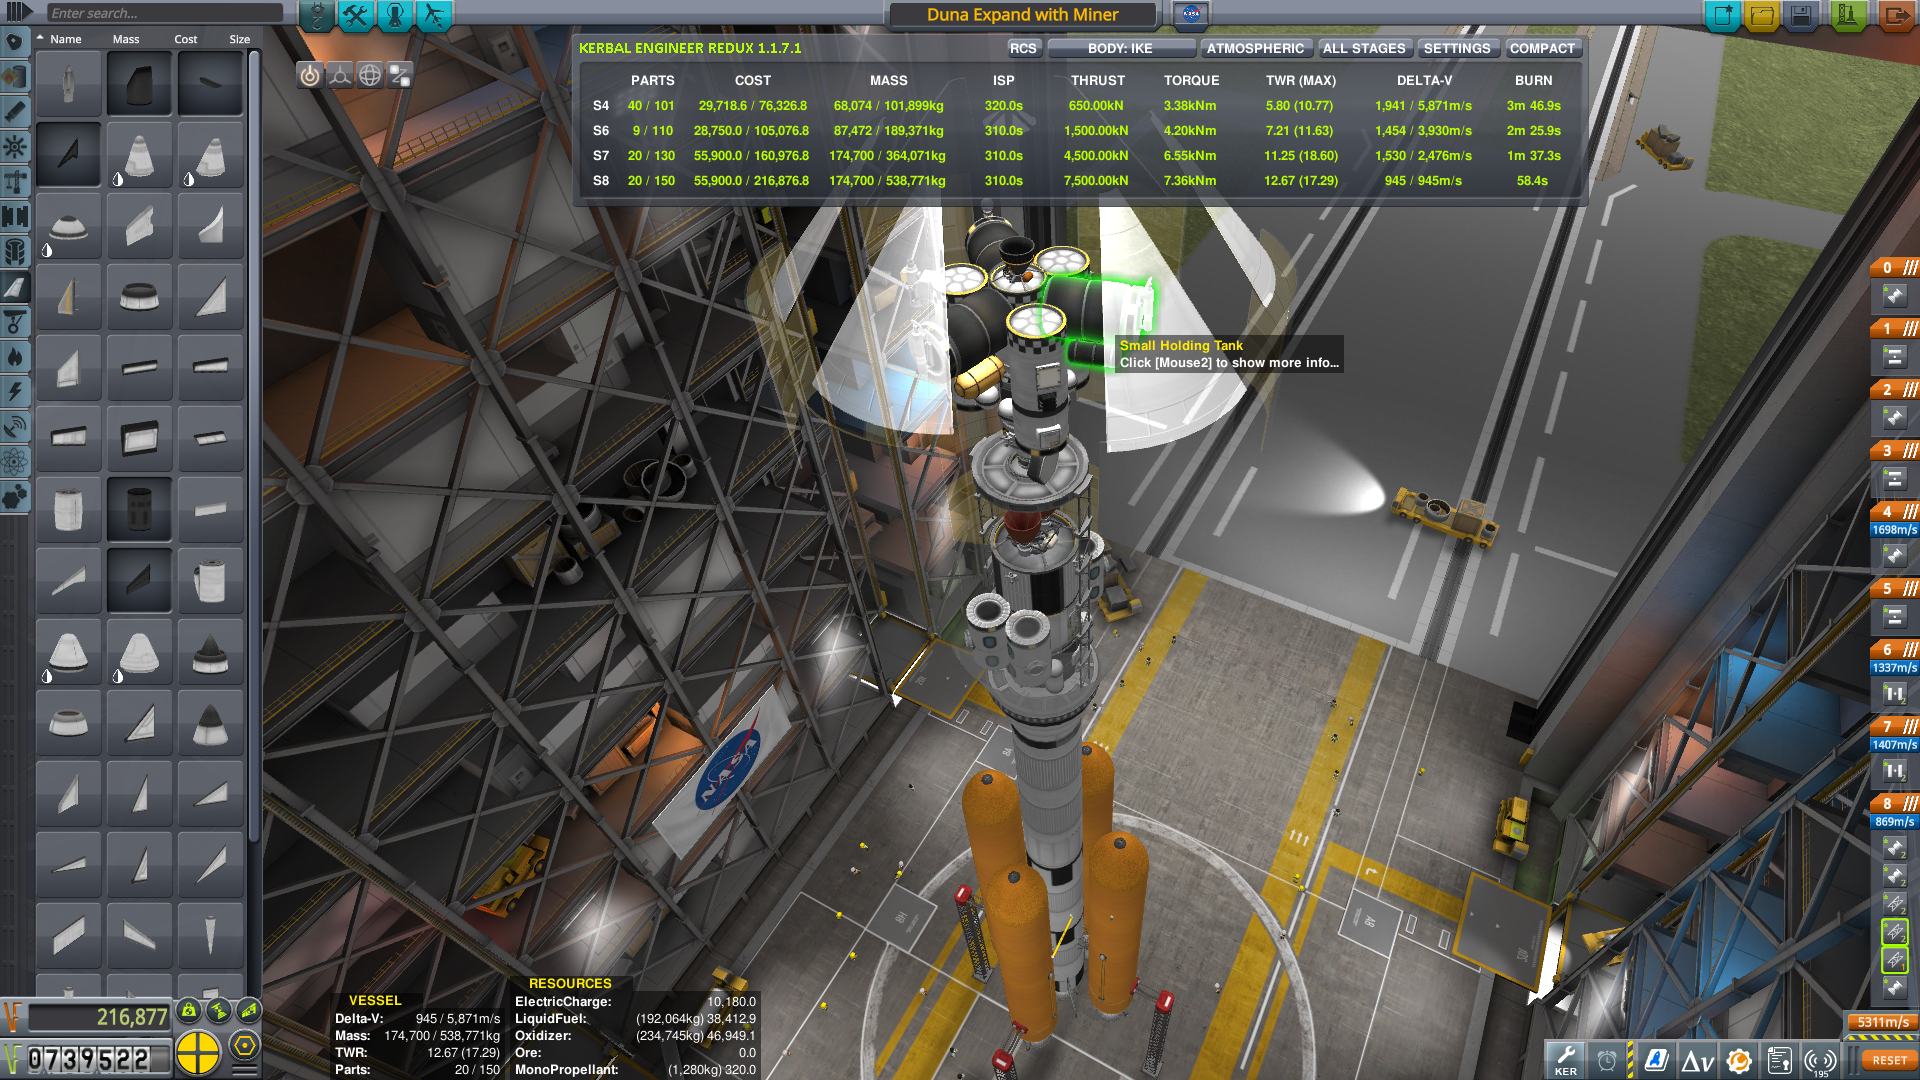 Enter search...
Duna Expand with Miner
Name Mass Cost Size
KERBAL ENGINEER REDUX 1.1.7.1 RCS BODY: IKE ATMOSPHERIC ALL STAGES SETTINGS COMPACT
PARTS COST MASS ISP THRUST TORQUE TWR (MAX) DELTA-V BURN
S4 40 / 101 29,718.6 / 76,326.8 68,074 / 101,899kg 320.0s 650.00kN 3.38kNm 5.80 (10.77) 1,941 / 5,871m/s 3m 46.9s
S6 9 / 110 28,750.0 / 105,076.8 87,472 / 189,371kg 310.0s 1,500.00kN 4.20kNm 7.21 (11.63) 1,454 / 3,930m/s 2m 25.9s
S7 20 / 130 55,900.0 / 160,976.8 174,700 / 364,071kg 310.0s 4,500.00kN 6.55kNm 11.25 (18.60) 1,530 / 2,476m/s 1m 37.3s
S8 20 / 150 55,900.0 / 216,876.8 174,700 / 538,771kg 310.0s 7,500.00kN 7.36kNm 12.67 (17.29) 945 / 945m/s 58.4s
Small Holding Tank
Click [Mouse2] to show more info...
0
1
2
3
4
1698m/s
5
6
1337m/s
2
7
1407m/s
2
8
869m/s
2
2
2
2
1
5311m/s
RESET
VESSEL
Delta-V: 945 / 5,871m/s
Mass: 174,700 / 538,771kg
TWR: 12.67 (17.29)
Parts: 20 / 150
RESOURCES
ElectricCharge: 10,180.0
LiquidFuel: (192,064kg) 38,412.9
Oxidizer: (234,745kg) 46,949.1
Ore: 0.0
MonoPropellant: (1,280kg) 320.0
216,877
0739522
KER
Δv
195